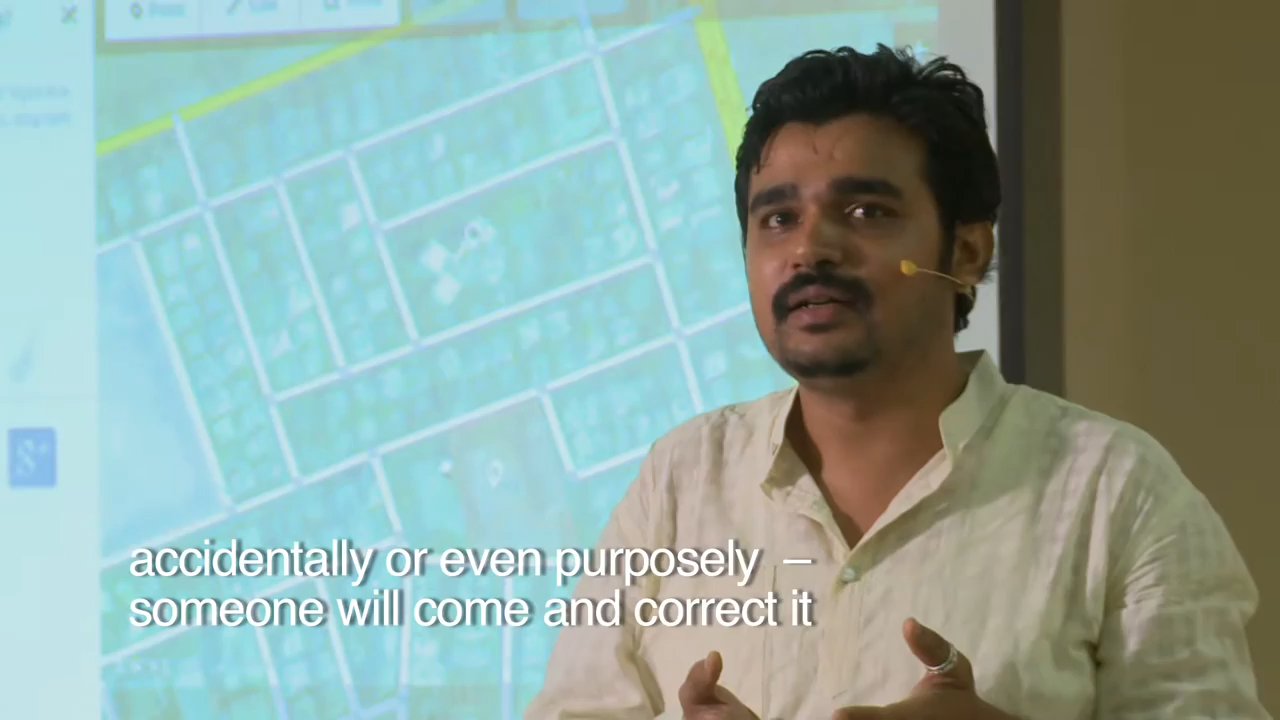 accidentally or even purposely –
someone will come and correct it